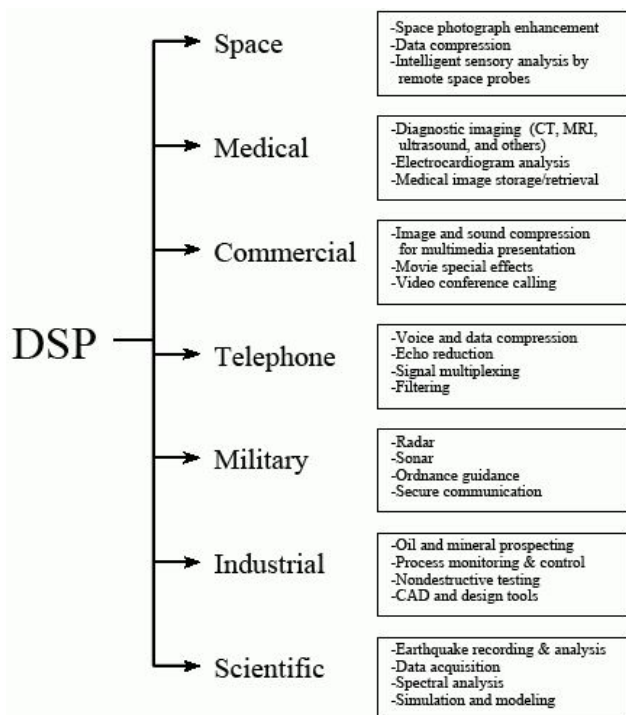 Space
-Space photograph enhancement
-Data compression
-Intelligent sensory analysis by
remote space probes
Medical
-Diagnostic imaging (CT, MRI,
ultrasound, and others)
-Electrocardiogram analysis
-Medical image storage/retrieval
Commercial
-Image and sound compression
for multimedia presentation
-Movie special effects
-Video conference calling
DSP
Telephone
-Voice and data compression
-Echo reduction
-Signal multiplexing
-Filtering
Military
-Radar
-Sonar
-Ordnance guidance
-Secure communication
Industrial
-Oil and mineral prospecting
-Process monitoring & control
-Nondestructive testing
-CAD and design tools
Scientific
-Earthquake recording & analysis
-Data acquisition
-Spectral analysis
-Simulation and modeling